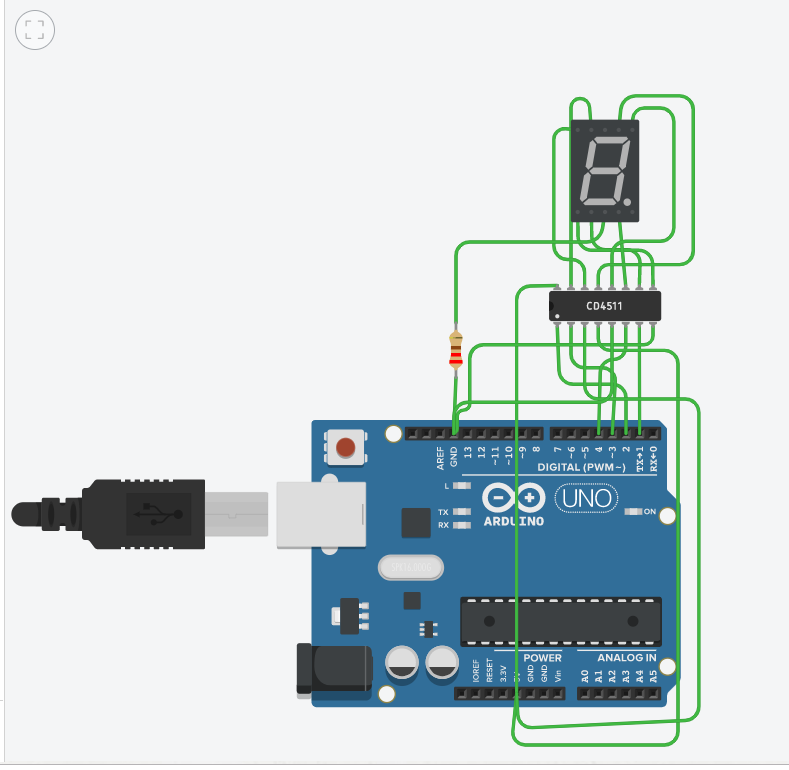 CD4511
AREF
GND
13
12
~11
~10
~9
8
7
~6
~5
4
~3
2
TX→1
RX←0
DIGITAL (PWM~)
L
TX
RX
ARDUINO
UNO
ON
POWER
ANALOG IN
IOREF
RESET
3.3V
GND
GND
Vin
A0
A1
A2
A3
A4
A5